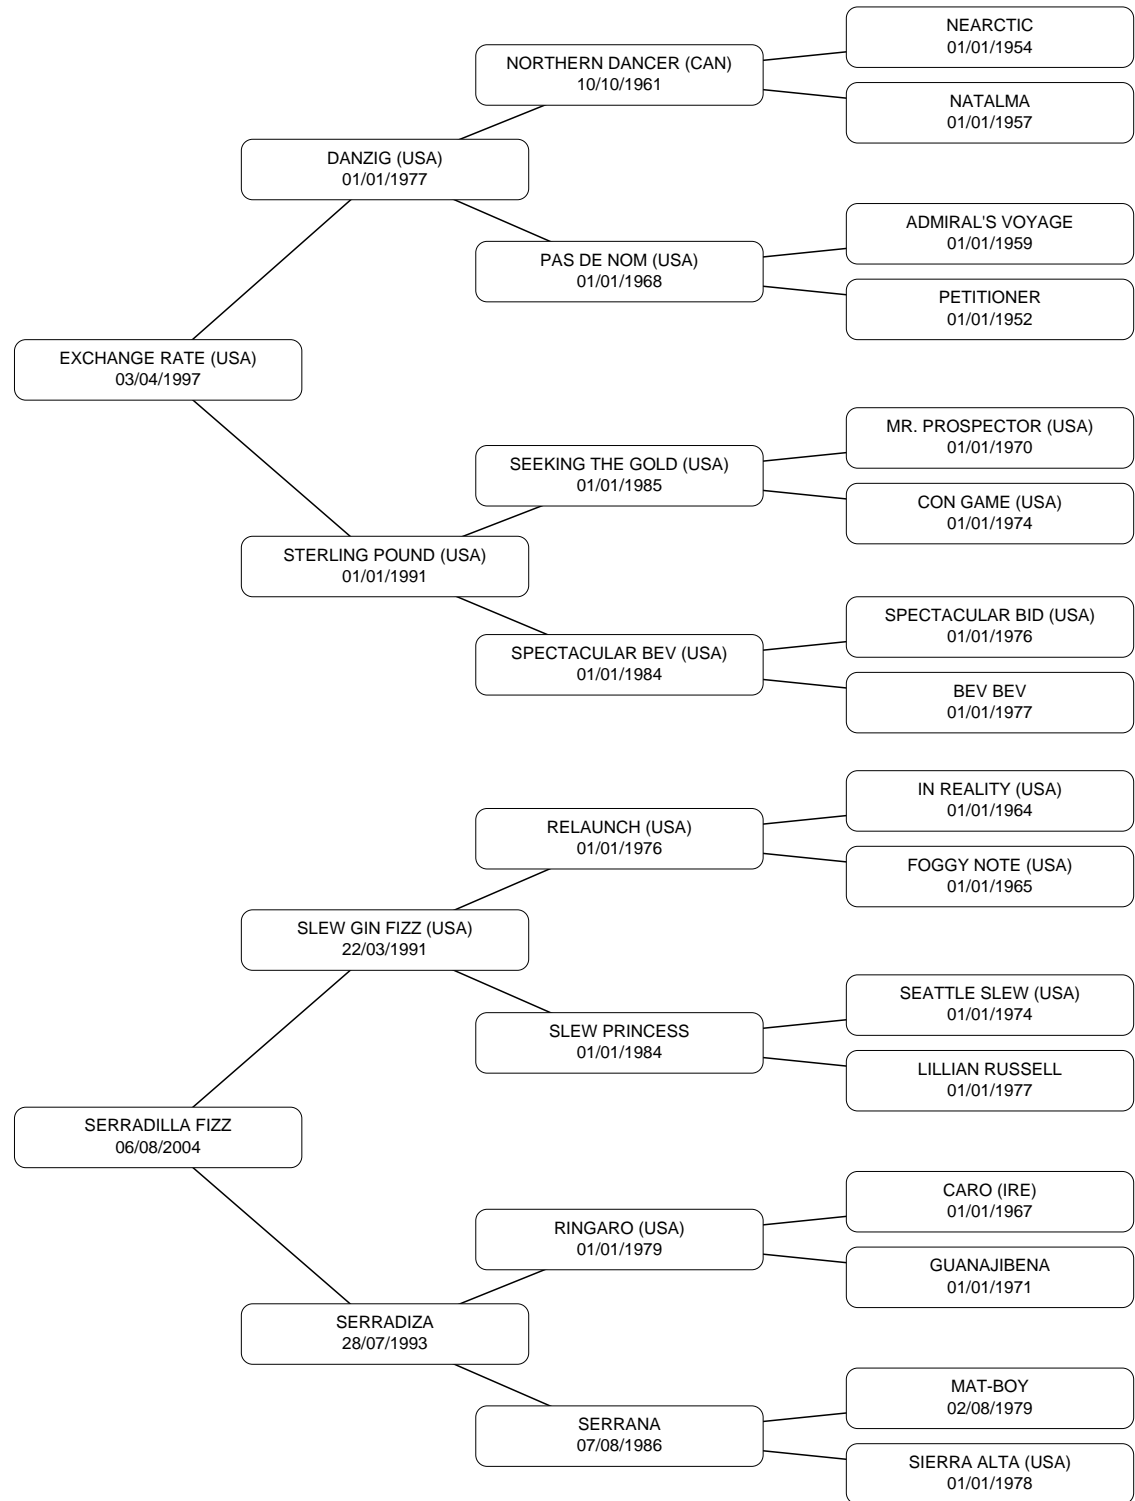 NEARCTIC
01/01/1954
NORTHERN DANCER (CAN)
10/10/1961
NATALMA
01/01/1957
DANZIG (USA)
01/01/1977
ADMIRAL'S VOYAGE
01/01/1959
PAS DE NOM (USA)
01/01/1968
PETITIONER
01/01/1952
EXCHANGE RATE (USA)
03/04/1997
MR. PROSPECTOR (USA)
01/01/1970
SEEKING THE GOLD (USA)
01/01/1985
CON GAME (USA)
01/01/1974
STERLING POUND (USA)
01/01/1991
SPECTACULAR BID (USA)
01/01/1976
SPECTACULAR BEV (USA)
01/01/1984
BEV BEV
01/01/1977
IN REALITY (USA)
01/01/1964
RELAUNCH (USA)
01/01/1976
FOGGY NOTE (USA)
01/01/1965
SLEW GIN FIZZ (USA)
22/03/1991
SEATTLE SLEW (USA)
01/01/1974
SLEW PRINCESS
01/01/1984
LILLIAN RUSSELL
01/01/1977
SERRADILLA FIZZ
06/08/2004
CARO (IRE)
01/01/1967
RINGARO (USA)
01/01/1979
GUANAJIBENA
01/01/1971
SERRADIZA
28/07/1993
MAT-BOY
02/08/1979
SERRANA
07/08/1986
SIERRA ALTA (USA)
01/01/1978